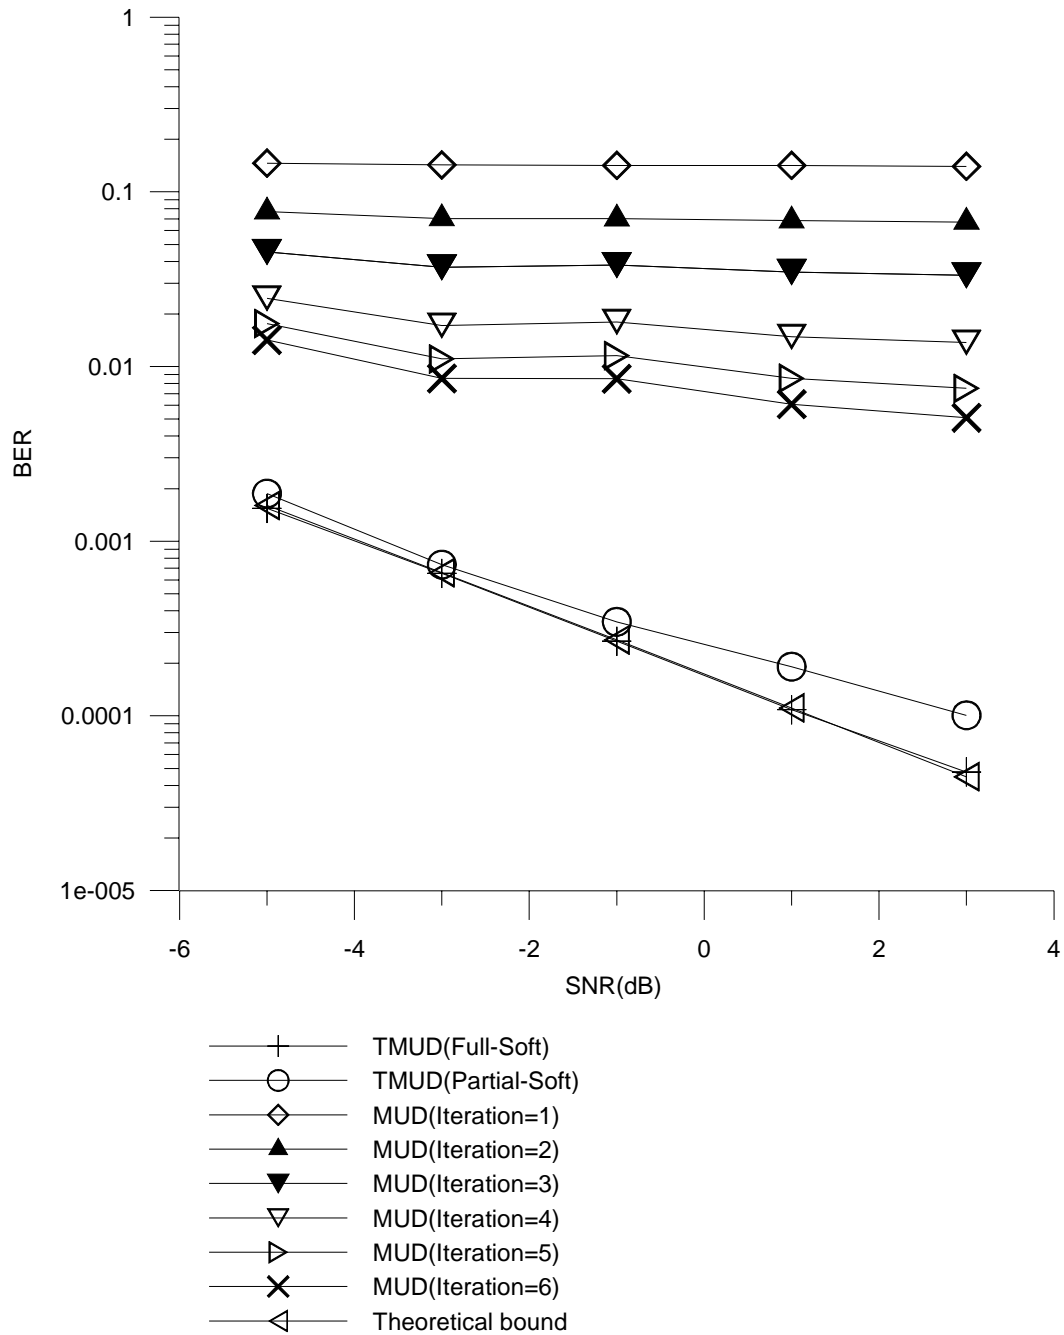 1
0.1
0.01
0.001
0.0001
1e-005
BER
-6
-4
-2
0
2
4
SNR(dB)
TMUD(Full-Soft)
TMUD(Partial-Soft)
MUD(Iteration=1)
MUD(Iteration=2)
MUD(Iteration=3)
MUD(Iteration=4)
MUD(Iteration=5)
MUD(Iteration=6)
Theoretical bound